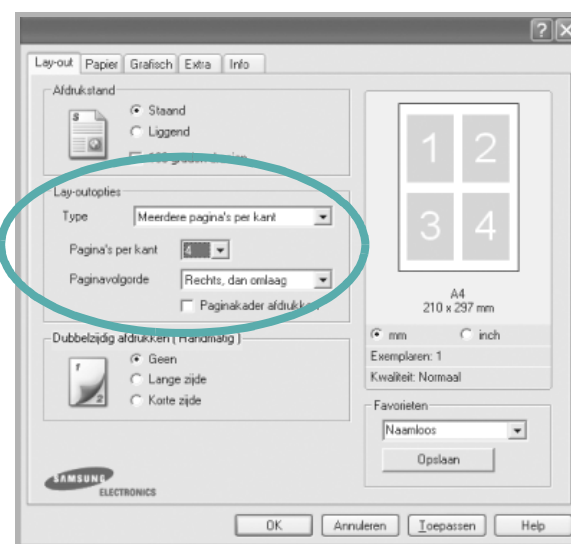 Lay-out Papier Grafisch Extra Info
Afdrukstand
Staand
Liggend
180 graden draaien
Lay-outopties
Type Meerdere pagina's per kant
Pagina's per kant 4
Paginavolgorde Rechts, dan omlaag
Paginakader afdrukken
Dubbelzijdig afdrukken ( Handmatig )
Geen
Lange zijde
Korte zijde
1 2
3 4
A4
210 x 297 mm
mm inch
Exemplaren: 1
Kwaliteit: Normaal
Favorieten
Naamloos
Opslaan
SAMSUNG
ELECTRONICS
OK Annuleren Toepassen Help